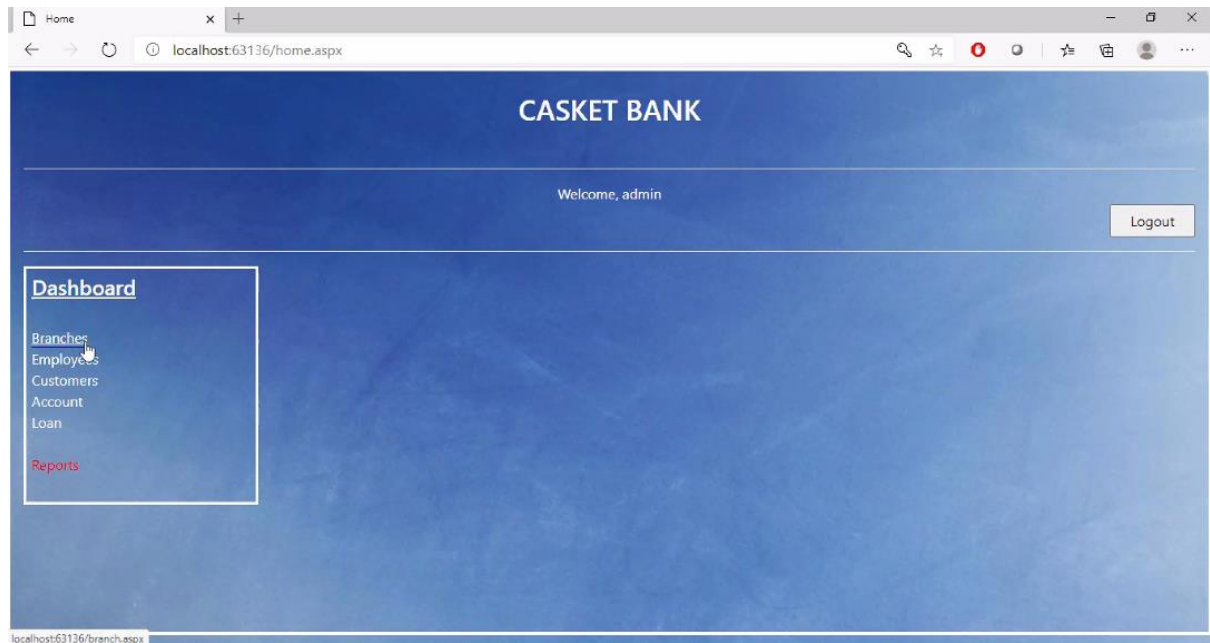 Home
localhost:63136/home.aspx
CASKET BANK
Welcome, admin
Logout
Dashboard
Branches
Employees
Customers
Account
Loan
Reports
localhost:63136/branch.aspx